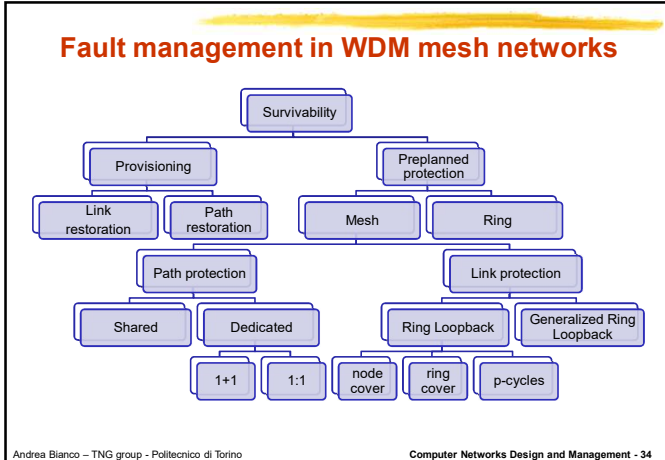 Fault management in WDM mesh networks
Survivability
Provisioning
Preplanned
protection
Link
restoration
Path
restoration
Mesh
Ring
Path protection
Link protection
Shared
Dedicated
Ring Loopback
Generalized Ring
Loopback
1+1
1:1
node
cover
ring
cover
p-cycles
Andrea Bianco – TNG group - Politecnico di Torino
Computer Networks Design and Management - 34